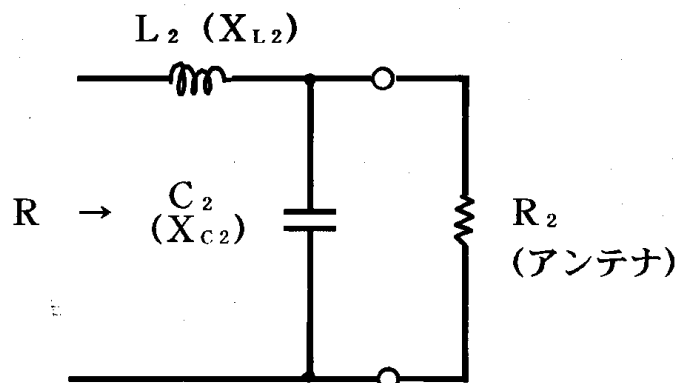 L₂ (X_L₂)
R →
C₂
(X_C₂)
R₂
(アンテナ)